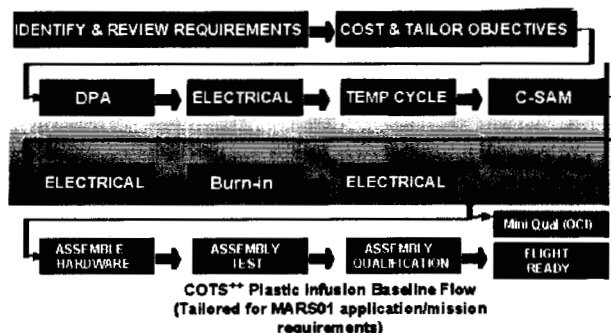 IDENTIFY & REVIEW REQUIREMENTS
COST & TAILOR OBJECTIVES
DPA
ELECTRICAL
TEMP CYCLE
C-SAM
ELECTRICAL
Burn-in
ELECTRICAL
Mini Qual (QCI)
ASSEMBLE
HARDWARE
ASSEMBLY
TEST
ASSEMBLY
QUALIFICATION
FLIGHT
READY
COTS++ Plastic Infusion Baseline Flow
(Tailored for MARS01 application/mission
requirements)